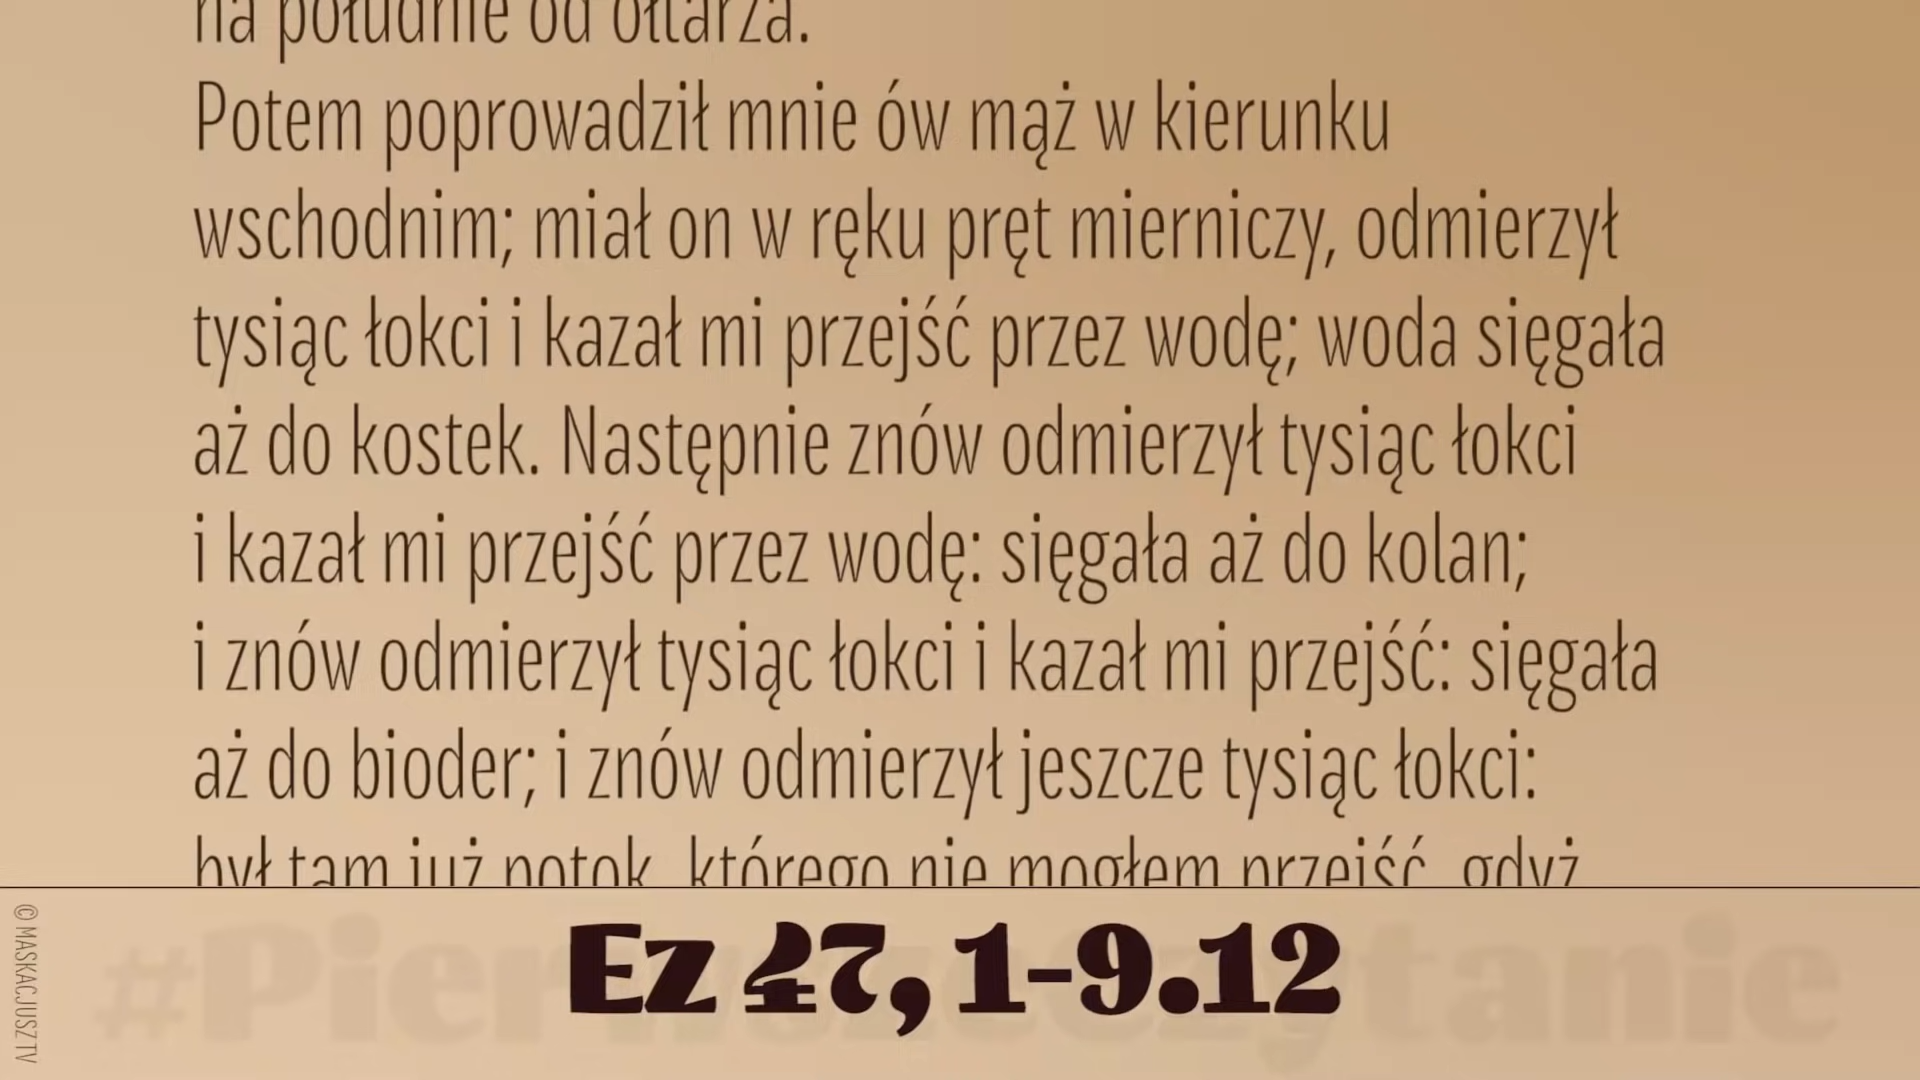 na południe od ołtarza.
Potem poprowadził mnie ów mąż w kierunku
wschodnim; miał on w ręku pręt mierniczy, odmierzył
tysiąc łokci i kazał mi przejść przez wodę; woda sięgała
aż do kostek. Następnie znów odmierzył tysiąc łokci
i kazał mi przejść przez wodę: sięgała aż do kolan;
i znów odmierzył tysiąc łokci i kazał mi przejść: sięgała
aż do bioder; i znów odmierzył jeszcze tysiąc łokci:
był tam już potok, którego nie mogłem przejść, gdyż
#PierwszeCzytanie
Ez 47, 1-9.12
© MASKACJUSZ TV